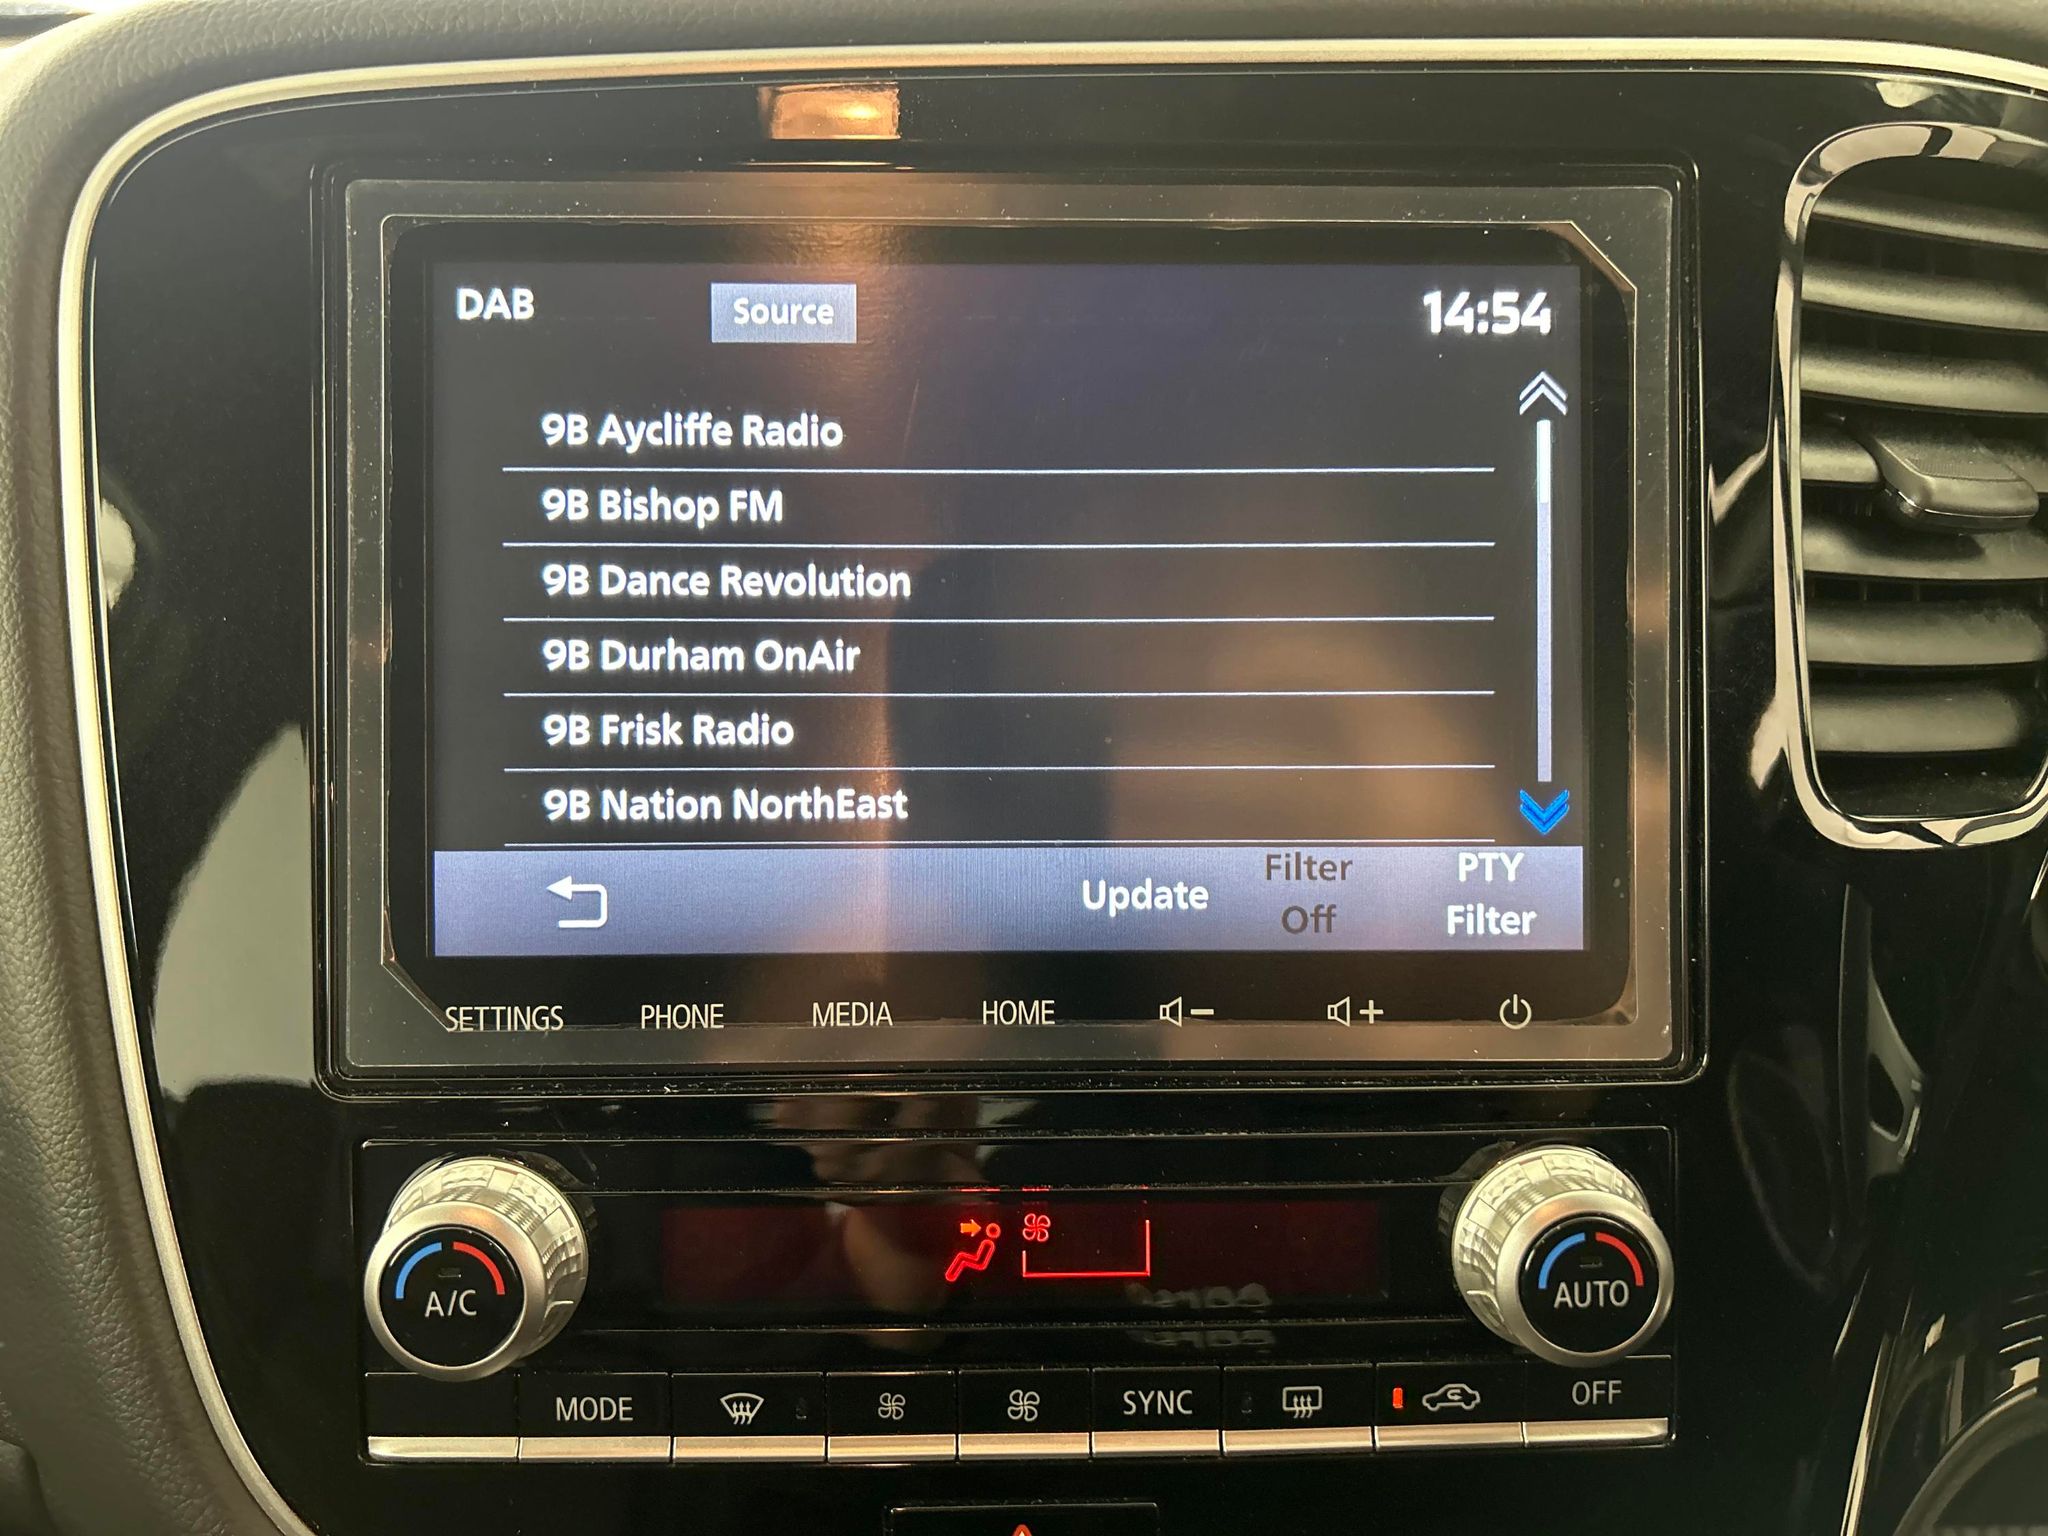 DAB
Source
14:54
9B Aycliffe Radio
9B Bishop FM
9B Dance Revolution
9B Durham OnAir
9B Frisk Radio
9B Nation NorthEast
Update
Filter
Off
PTY
Filter
SETTINGS
PHONE
MEDIA
HOME
A/C
AUTO
MODE
SYNC
OFF